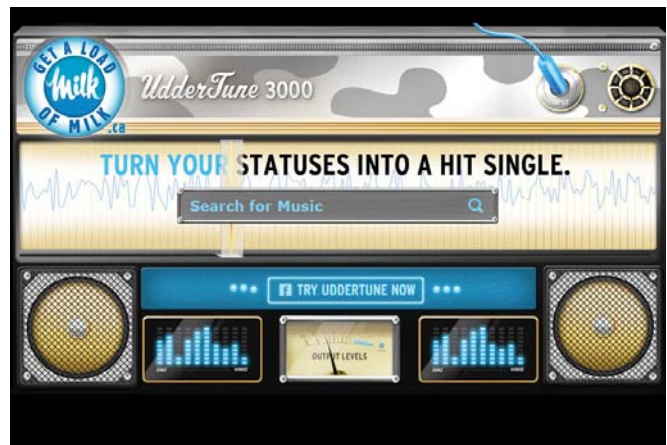 GET A LOAD
Milk
OF MILK
.ca
UdderTune 3000
TURN YOUR STATUSES INTO A HIT SINGLE.
Search for Music
TRY UDDERTUNE NOW
OUTPUT LEVELS